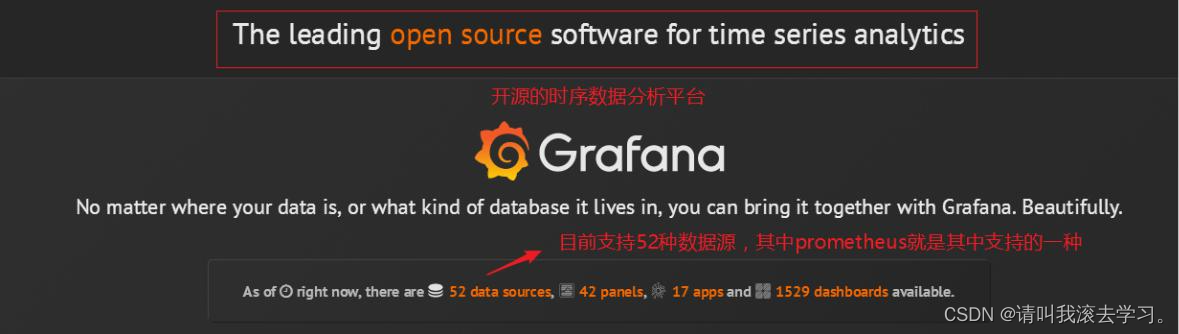 The leading open source software for time series analytics
开源的时序数据分析平台
Grafana
No matter where your data is, or what kind of database it lives in, you can bring it together with Grafana. Beautifully.
目前支持52种数据源，其中prometheus就是其中支持的一种
As of right now, there are 52 data sources, 42 panels, 17 apps and 1529 dashboards available.
CSDN @请叫我滚去学习。